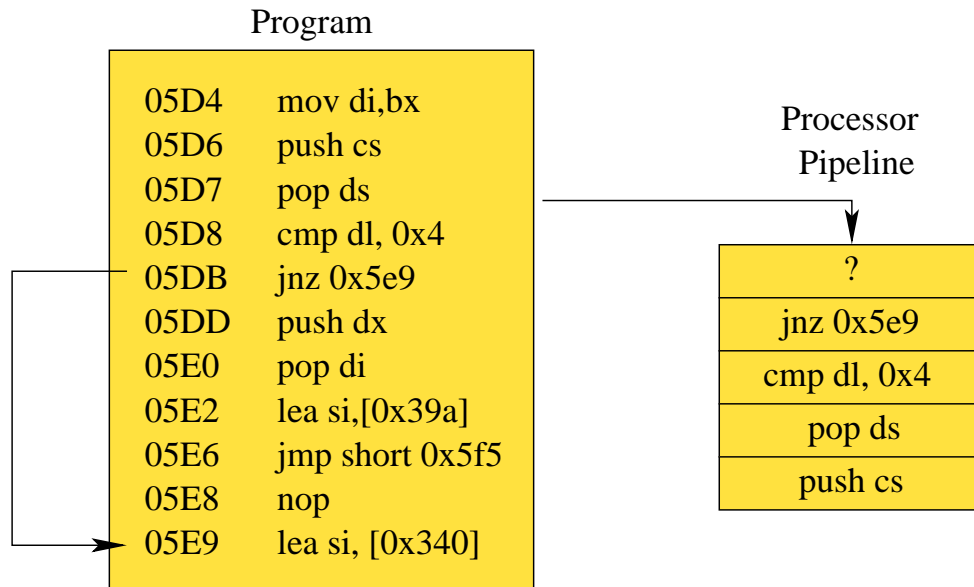 Program
05D4 mov di,bx
05D6 push cs
05D7 pop ds
05D8 cmp dl, 0x4
05DB jnz 0x5e9
05DD push dx
05E0 pop di
05E2 lea si,[0x39a]
05E6 jmp short 0x5f5
05E8 nop
05E9 lea si, [0x340]
Processor
Pipeline
?
jnz 0x5e9
cmp dl, 0x4
pop ds
push cs